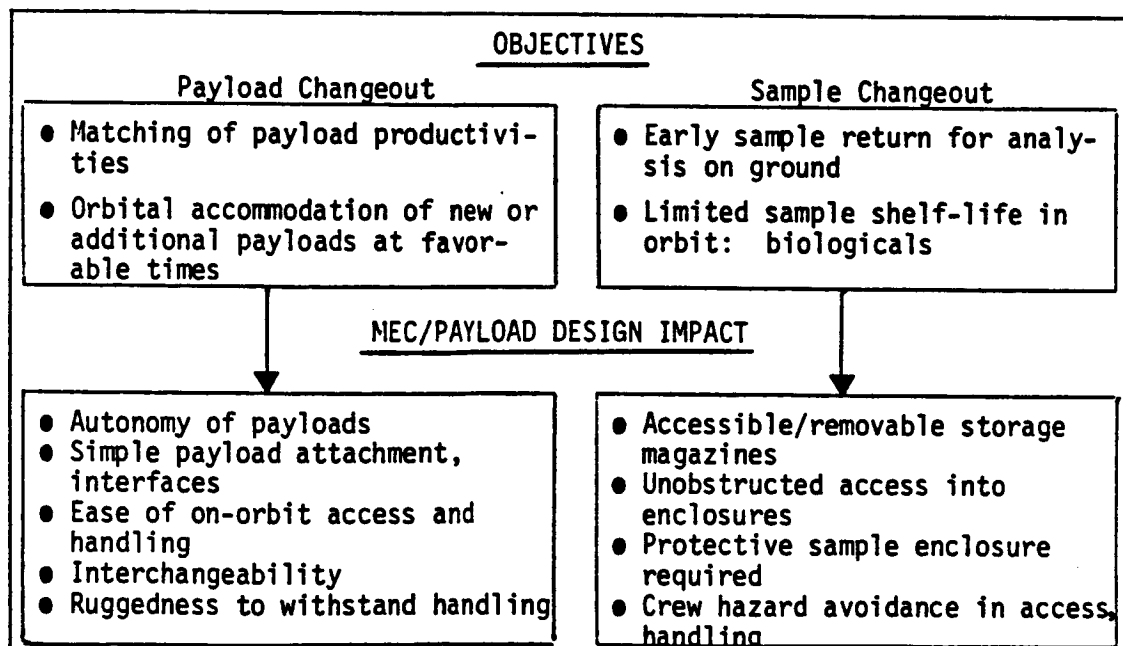 OBJECTIVES
Payload Changeout
● Matching of payload productivi-
ties
● Orbital accommodation of new or
additional payloads at favor-
able times
Sample Changeout
● Early sample return for analy-
sis on ground
● Limited sample shelf-life in
orbit: biologicals
MEC/PAYLOAD DESIGN IMPACT
● Autonomy of payloads
● Simple payload attachment,
interfaces
● Ease of on-orbit access and
handling
● Interchangeability
● Ruggedness to withstand handling
● Accessible/removable storage
magazines
● Unobstructed access into
enclosures
● Protective sample enclosure
required
● Crew hazard avoidance in access,
handling